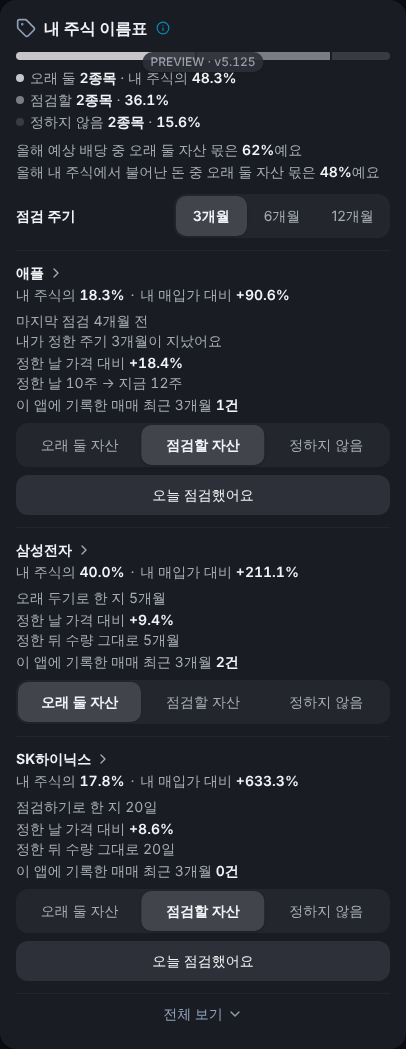 내 주식 이름표
PREVIEW · v5.125
오래 둘 2종목 · 내 주식의 48.3%
점검할 2종목 · 36.1%
정하지 않음 2종목 · 15.6%
올해 예상 배당 중 오래 둘 자산 몫은 62%예요
올해 내 주식에서 불어난 돈 중 오래 둘 자산 몫은 48%예요
점검 주기 3개월 6개월 12개월
애플
내 주식의 18.3% · 내 매입가 대비 +90.6%
마지막 점검 4개월 전
내가 정한 주기 3개월이 지났어요
정한 날 가격 대비 +18.4%
정한 날 10주 → 지금 12주
이 앱에 기록한 매매 최근 3개월 1건
오래 둘 자산 점검할 자산 정하지 않음
오늘 점검했어요
삼성전자
내 주식의 40.0% · 내 매입가 대비 +211.1%
오래 두기로 한 지 5개월
정한 날 가격 대비 +9.4%
정한 뒤 수량 그대로 5개월
이 앱에 기록한 매매 최근 3개월 2건
오래 둘 자산 점검할 자산 정하지 않음
SK하이닉스
내 주식의 17.8% · 내 매입가 대비 +633.3%
점검하기로 한 지 20일
정한 날 가격 대비 +8.6%
정한 뒤 수량 그대로 20일
이 앱에 기록한 매매 최근 3개월 0건
오래 둘 자산 점검할 자산 정하지 않음
오늘 점검했어요
전체 보기